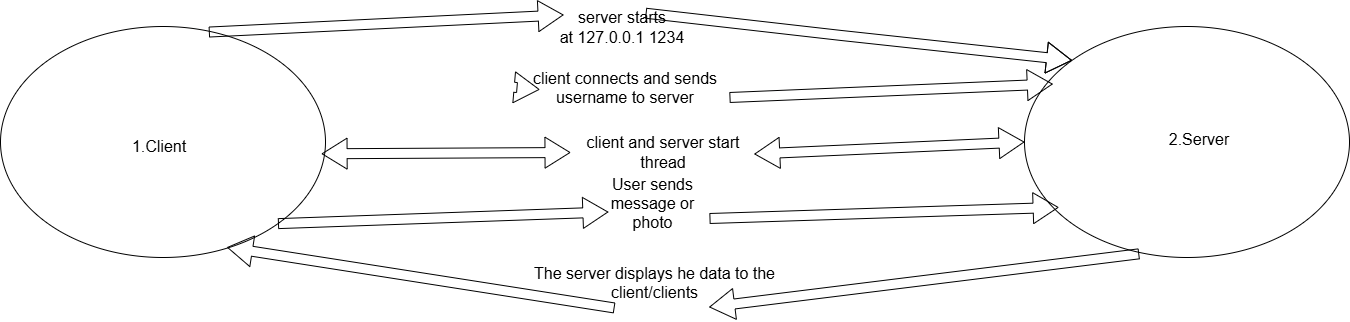 server starts
at 127.0.0.1 1234
client connects and sends
username to server
1.Client
2.Server
client and server start
thread
User sends
message or
photo
The server displays he data to the
client/clients